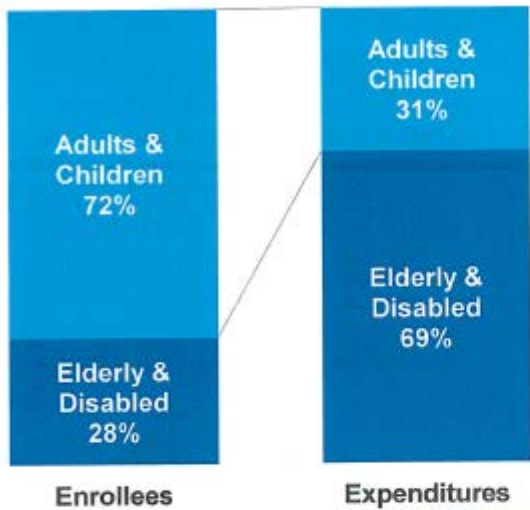 Adults &
Children
72%
Elderly &
Disabled
28%
Enrollees
Adults &
Children
31%
Elderly &
Disabled
69%
Expenditures